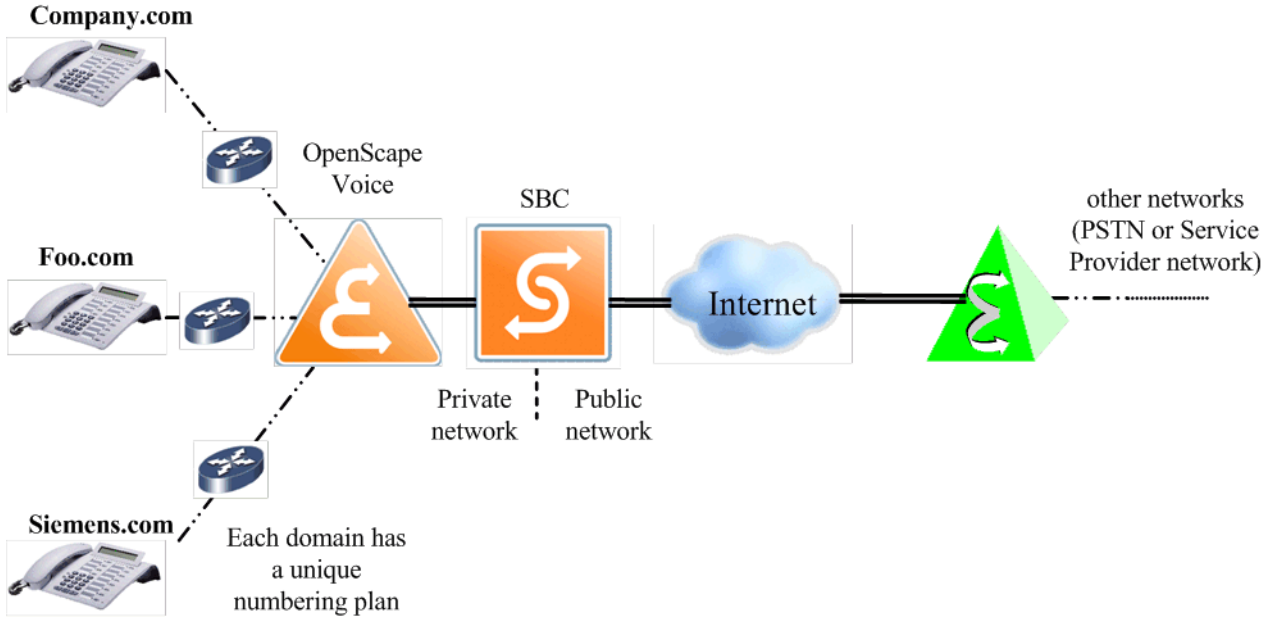 Company.com
OpenScape
Voice
SBC
other networks
(PSTN or Service
Provider network)
Foo.com
Internet
Private
network
Public
network
Siemens.com
Each domain has
a unique
numbering plan